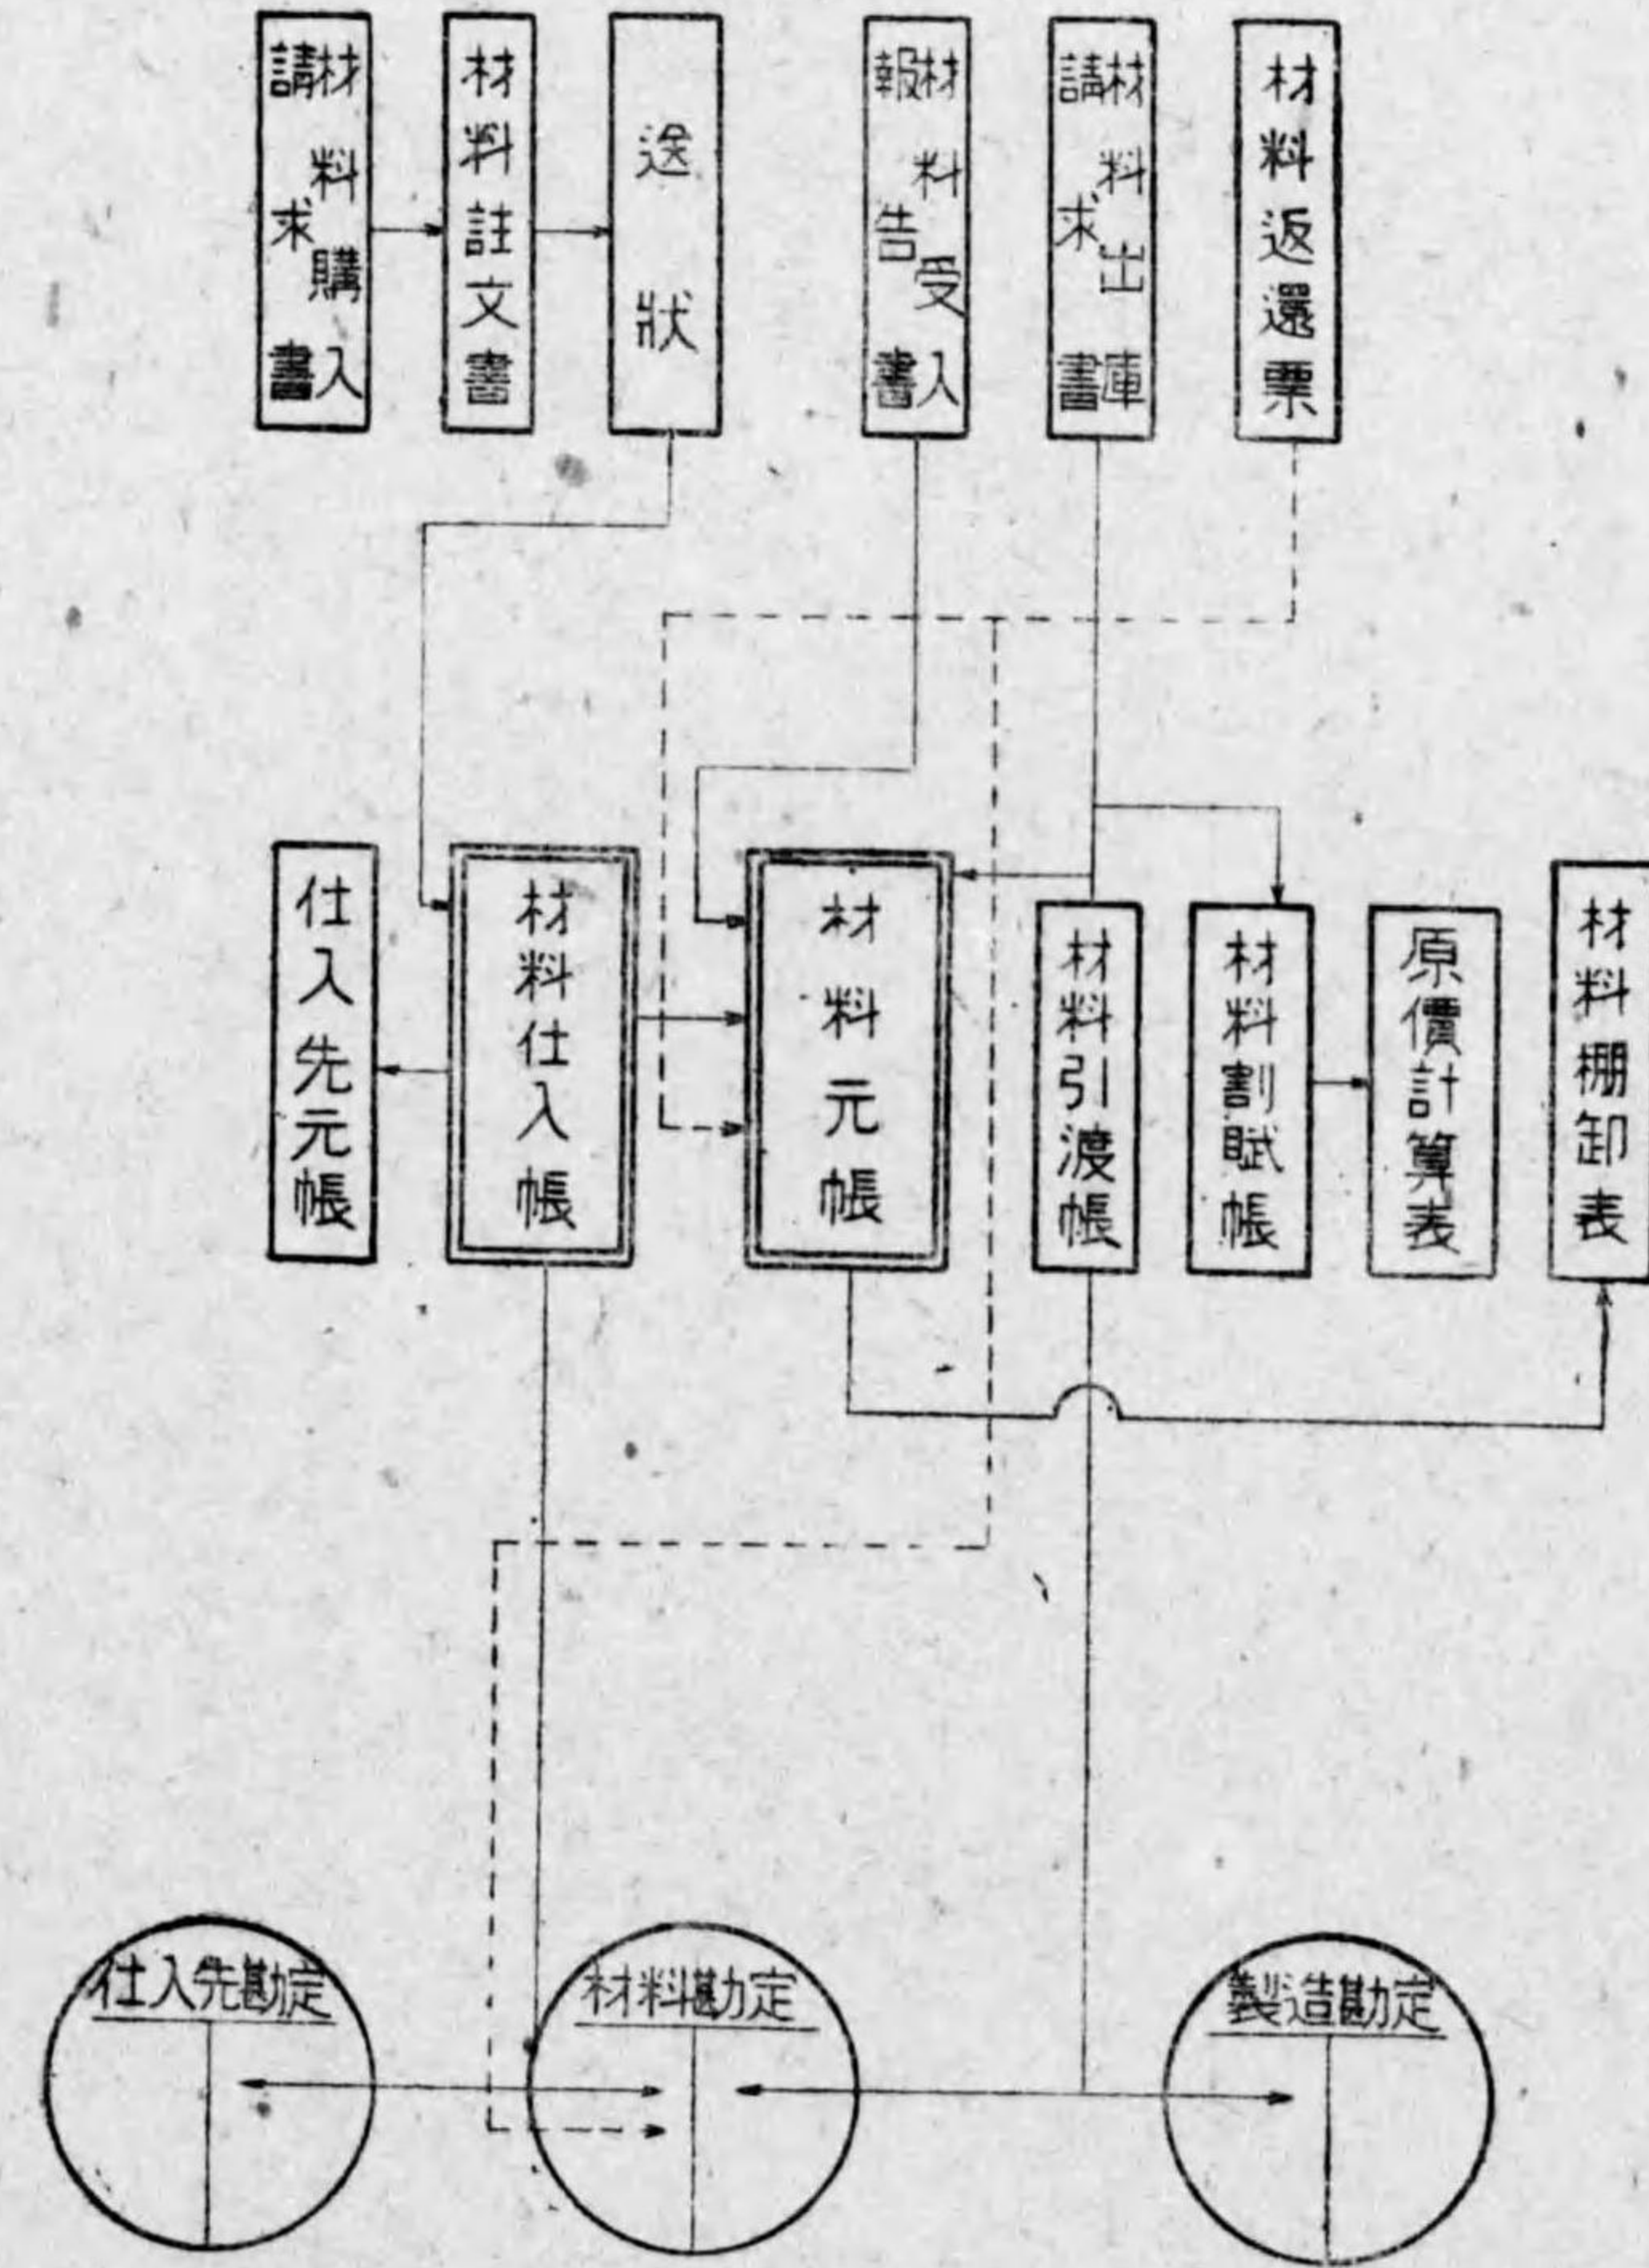 材料購入請求書
材料註文書
送狀
材料受入報告書
材料出庫請求書
材料返還票
仕入先元帳
材料仕入帳
材料元帳
材料引渡帳
材料割賦帳
原價計算表
材料棚卸表
仕入先勘定
材料勘定
製造勘定